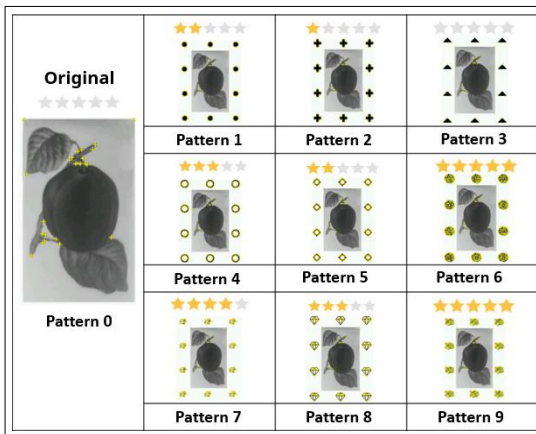 Original
Pattern 0
Pattern 1
Pattern 2
Pattern 3
Pattern 4
Pattern 5
Pattern 6
Pattern 7
Pattern 8
Pattern 9